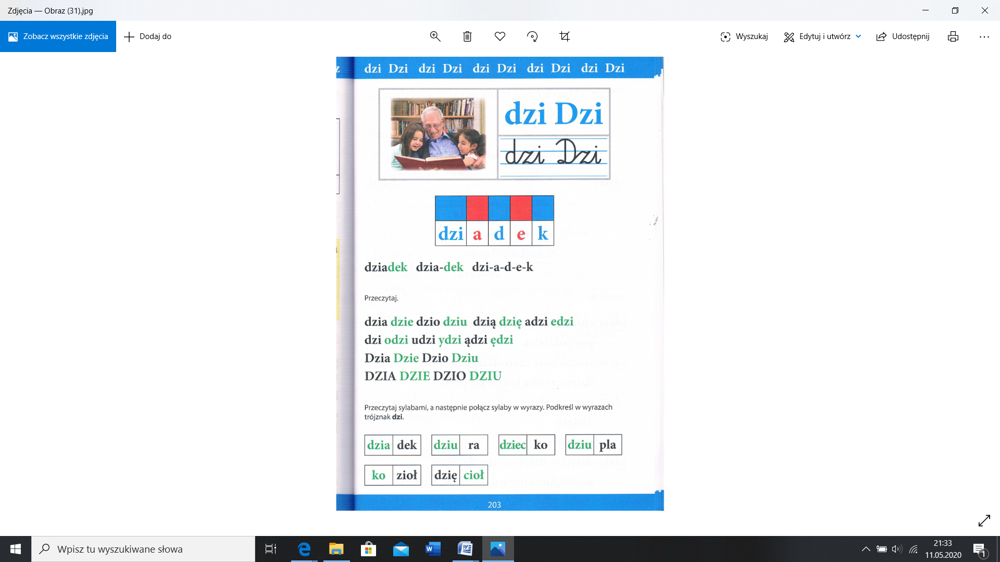 Zdjęcia — Obraz (31).jpg
Zobacz wszystkie zdjęcia
Dodaj do
Wyszukaj
Edytuj i utwórz
Udostępnij
z dzi Dzi dzi Dzi dzi Dzi dzi Dzi dzi Dzi
dzi Dzi
dzi Dzi
dzi a d e k
dziadek dzia-dek dzi-a-d-e-k
Przeczytaj.
dzia dzie dzio dziu dzią dzię adzi edzi
dzi odzi udzi ydzi ądzi ędzi
Dzia Dzie Dzio Dziu
DZIA DZIE DZIO DZIU
Przeczytaj sylabami, a następnie połącz sylaby w wyrazy. Podkreśl w wyrazach
trójznak dzi.
dzia dek dziu ra dziec ko dziu pla
ko zioł dzię cioł
203
Wpisz tu wyszukiwane słowa
21:33
11.05.2020
1